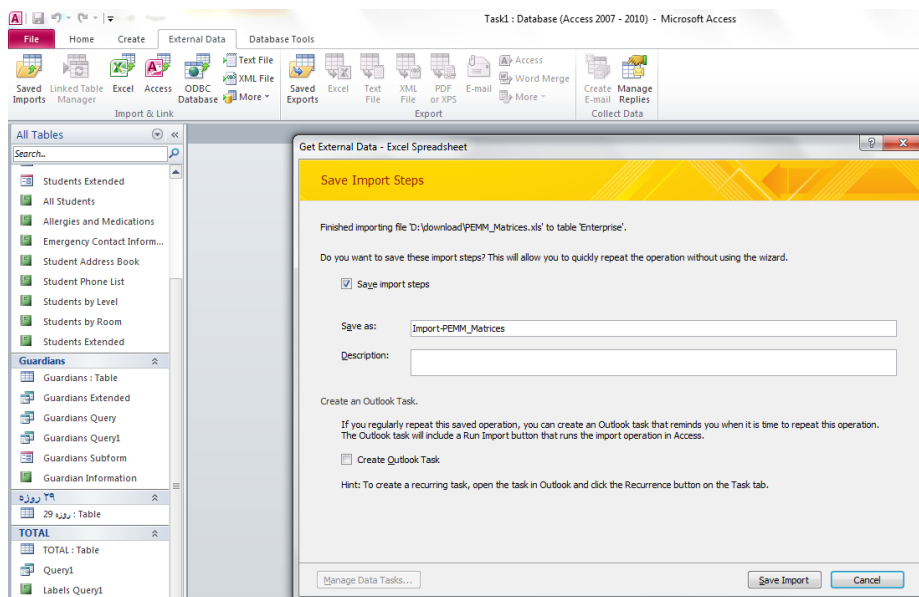 Task1 : Database (Access 2007 - 2010) - Microsoft Access
File Home Create External Data Database Tools
Saved Imports
Linked Table Manager
Excel
Access
ODBC Database
Text File
XML File
More
Import & Link
Saved Exports
Excel
Text File
XML File
PDF or XPS
E-mail
Access
Word Merge
More
Export
Create E-mail
Manage Replies
Collect Data
All Tables
Search...
Students Extended
All Students
Allergies and Medications
Emergency Contact Inform...
Student Address Book
Student Phone List
Students by Level
Students by Room
Students Extended
Guardians
Guardians : Table
Guardians Extended
Guardians Query
Guardians Query1
Guardians Subform
Guardian Information
۲۹ روزه
29 روزه : Table
TOTAL
TOTAL : Table
Query1
Labels Query1
Get External Data - Excel Spreadsheet
Save Import Steps
Finished importing file 'D:\download\PEMM_Matrices.xls' to table 'Enterprise'.
Do you want to save these import steps? This will allow you to quickly repeat the operation without using the wizard.
Save import steps
Save as: Import-PEMM_Matrices
Description:
Create an Outlook Task.
If you regularly repeat this saved operation, you can create an Outlook task that reminds you when it is time to repeat this operation.
The Outlook task will include a Run Import button that runs the import operation in Access.
Create Outlook Task
Hint: To create a recurring task, open the task in Outlook and click the Recurrence button on the Task tab.
Manage Data Tasks...
Save Import
Cancel